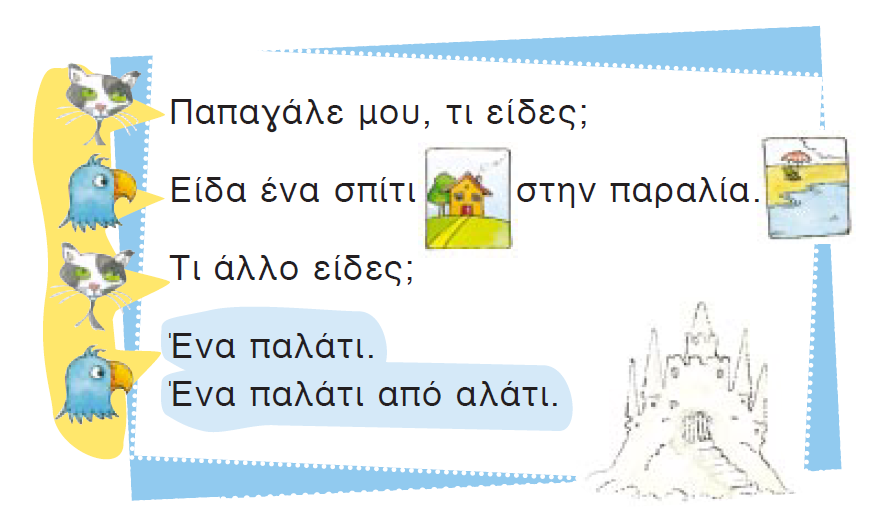 Παπαγάλε μου, τι είδες;
Είδα ένα σπίτι στην παραλία.
Τι άλλο είδες;
Ένα παλάτι.
Ένα παλάτι από αλάτι.